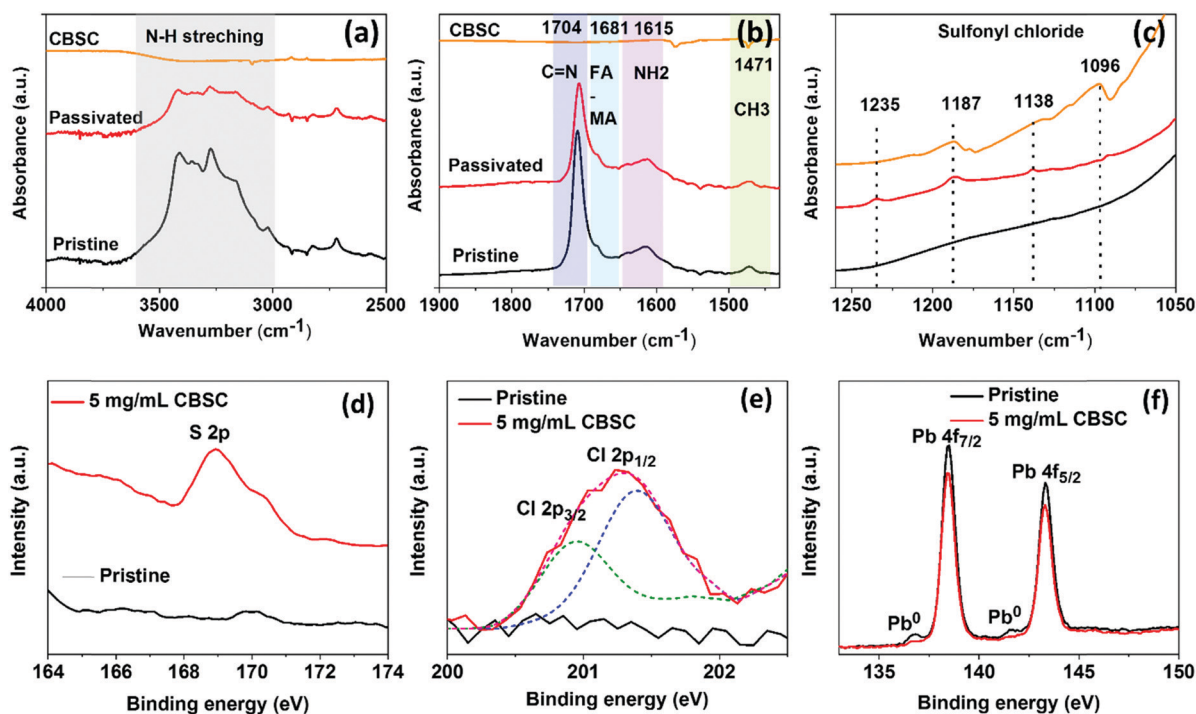 (a)
CBSC
N-H streching
Passivated
Pristine
Absorbance (a.u.)
4000 3500 3000 2500
Wavenumber (cm-1)
(b)
CBSC
1704 1681 1615
1471
C=N FA - MA NH2
CH3
Passivated
Pristine
Absorbance (a.u.)
1900 1800 1700 1600 1500
Wavenumber (cm-1)
(c)
Sulfonyl chloride
1235 1187 1138 1096
Absorbance (a.u.)
1250 1200 1150 1100 1050
Wavenumber (cm-1)
(d)
5 mg/mL CBSC
S 2p
Pristine
Intensity (a.u.)
164 166 168 170 172 174
Binding energy (eV)
(e)
Pristine
5 mg/mL CBSC
Cl 2p1/2
Cl 2p3/2
Intensity (a.u.)
200 201 202
Binding energy (eV)
(f)
Pristine
5 mg/mL CBSC
Pb 4f7/2
Pb 4f5/2
Pb0 Pb0
Intensity (a.u.)
135 140 145 150
Binding energy (eV)